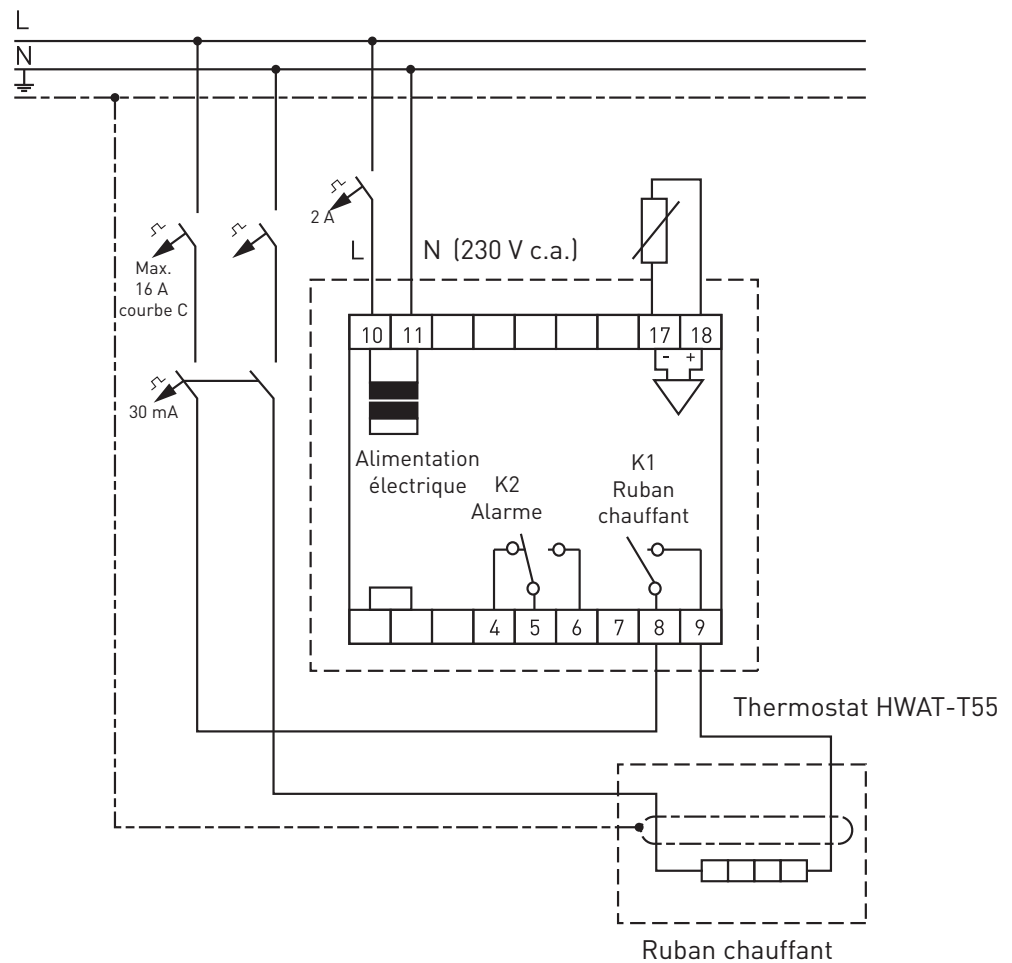 L
N
2 A
L
N (230 V c.a.)
Max.
16 A
courbe C
30 mA
10
11
17
18
-
+
Alimentation
électrique
K2
Alarme
K1
Ruban
chauffant
4
5
6
7
8
9
Thermostat HWAT-T55
Ruban chauffant